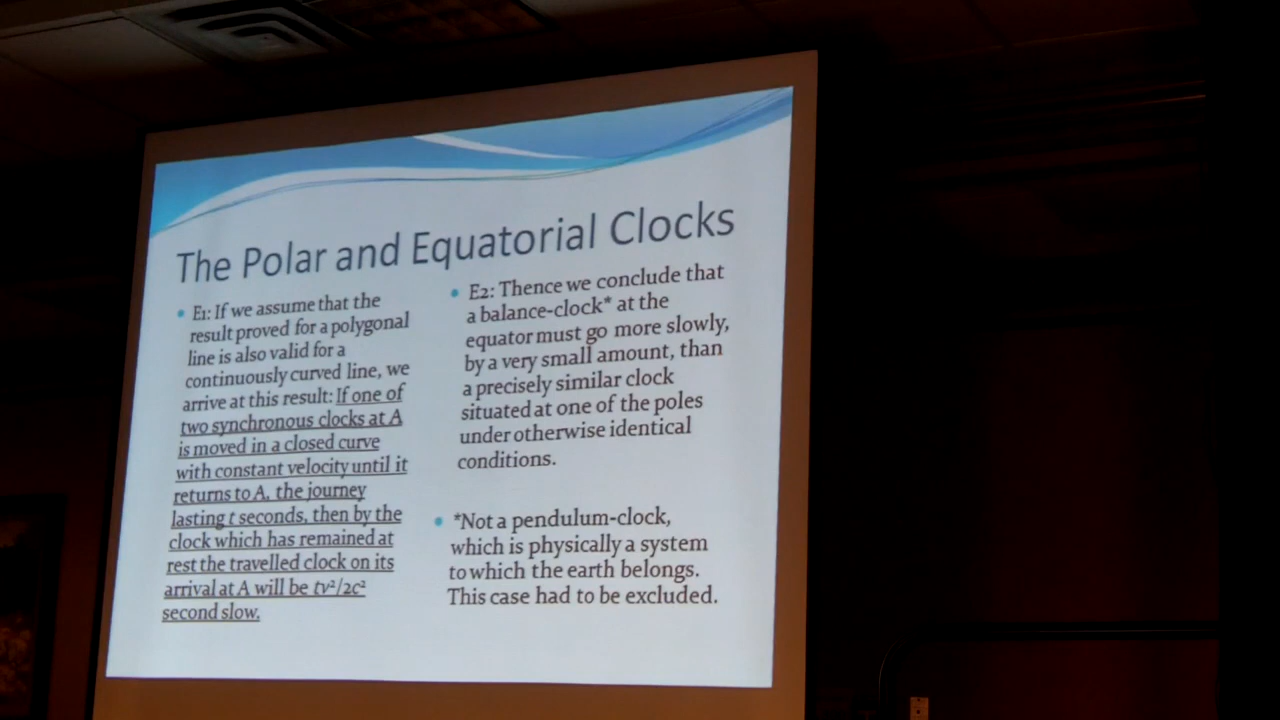 The Polar and Equatorial Clocks
E1: If we assume that the
result proved for a polygonal
line is also valid for a
continuously curved line, we
arrive at this result: If one of
two synchronous clocks at A
is moved in a closed curve
with constant velocity until it
returns to A, the journey
lasting t seconds, then by the
clock which has remained at
rest the travelled clock on its
arrival at A will be tv²/2c²
second slow.
E2: Thence we conclude that
a balance-clock* at the
equator must go more slowly,
by a very small amount, than
a precisely similar clock
situated at one of the poles
under otherwise identical
conditions.
*Not a pendulum-clock,
which is physically a system
to which the earth belongs.
This case had to be excluded.